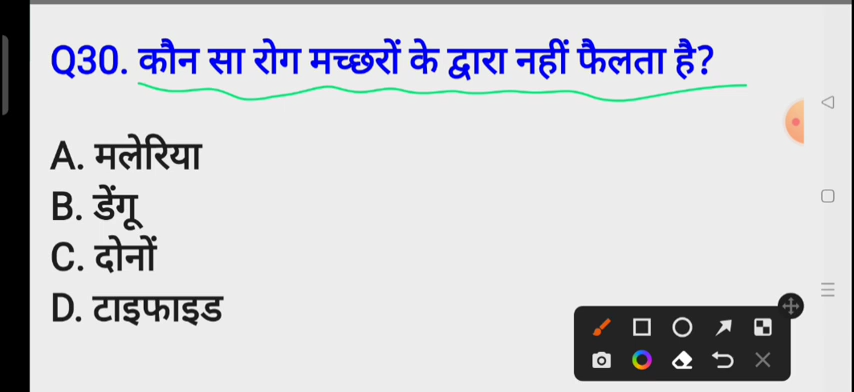 Q30. कौन सा रोग मच्छरों के द्वारा नहीं फैलता है?
A. मलेरिया
B. डेंगू
C. दोनों
D. टाइफाइड